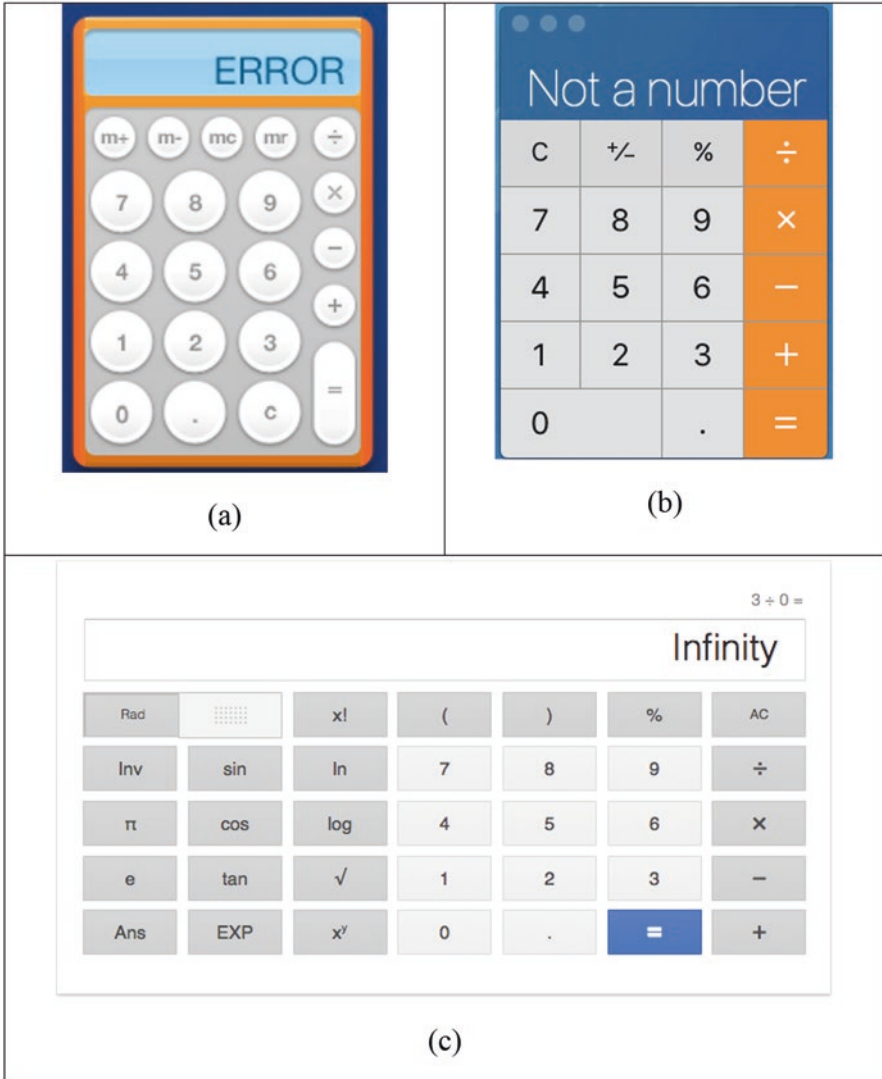 ERROR
m+ m- mc mr ÷
7 8 9 ×
4 5 6 −
+
1 2 3
=
0 . c
(a)
Not a number
C +/− % ÷
7 8 9 ×
4 5 6 −
1 2 3 +
0 . =
(b)
3 ÷ 0 =
Infinity
Rad x! ( ) % AC
Inv sin ln 7 8 9 ÷
π cos log 4 5 6 ×
e tan √ 1 2 3 −
Ans EXP xʸ 0 . = +
(c)